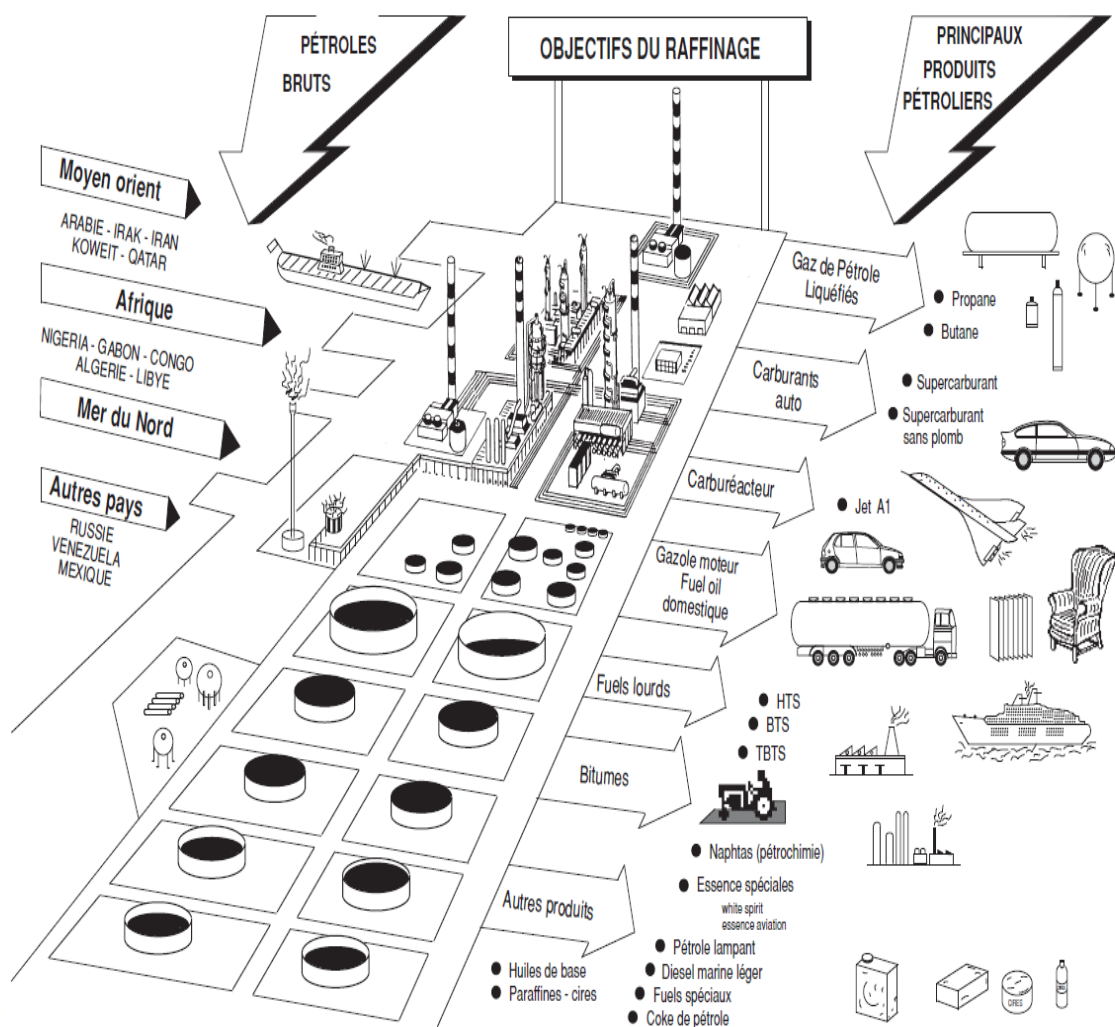 OBJECTIFS DU RAFFINAGE
PÉTROLES
BRUTS
Moyen orient
ARABIE - IRAK - IRAN
KOWEIT - QATAR
Afrique
NIGERIA - GABON - CONGO
ALGERIE - LIBYE
Mer du Nord
Autres pays
RUSSIE
VENEZUELA
MEXIQUE
PRINCIPAUX
PRODUITS
PÉTROLIERS
Gaz de Pétrole
Liquéfiés
● Propane
● Butane
Carburants
auto
● Supercarburant
● Supercarburant
sans plomb
Carburéacteur
● Jet A1
Gazole moteur
Fuel oil
domestique
Fuels lourds
● HTS
● BTS
● TBTS
Bitumes
Autres produits
● Naphtas (pétrochimie)
● Essence spéciales
white spirit
essence aviation
● Pétrole lampant
● Diesel marine léger
● Fuels spéciaux
● Coke de pétrole
● Huiles de base
● Paraffines - cires
CIRES